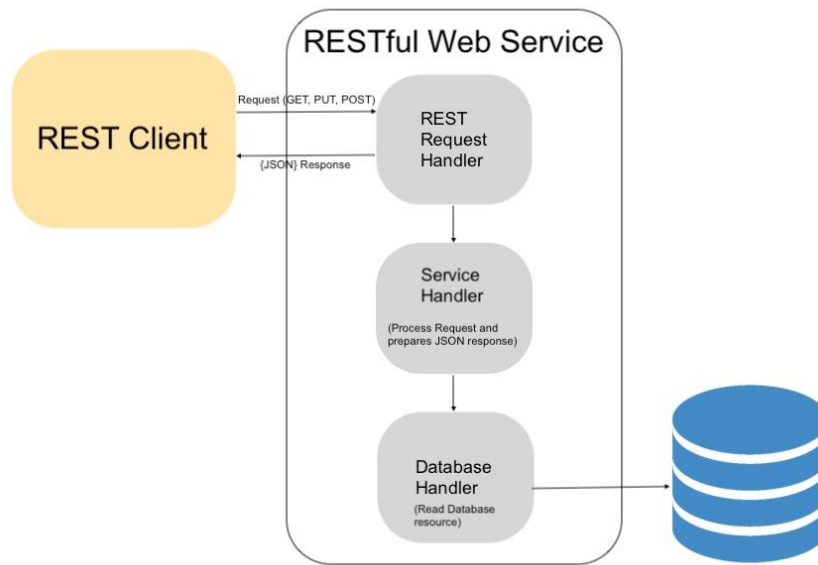 RESTful Web Service
REST Client
Request (GET, PUT, POST)
{JSON} Response
REST
Request
Handler
Service
Handler
(Process Request and
prepares JSON response)
Database
Handler
(Read Database
resource)